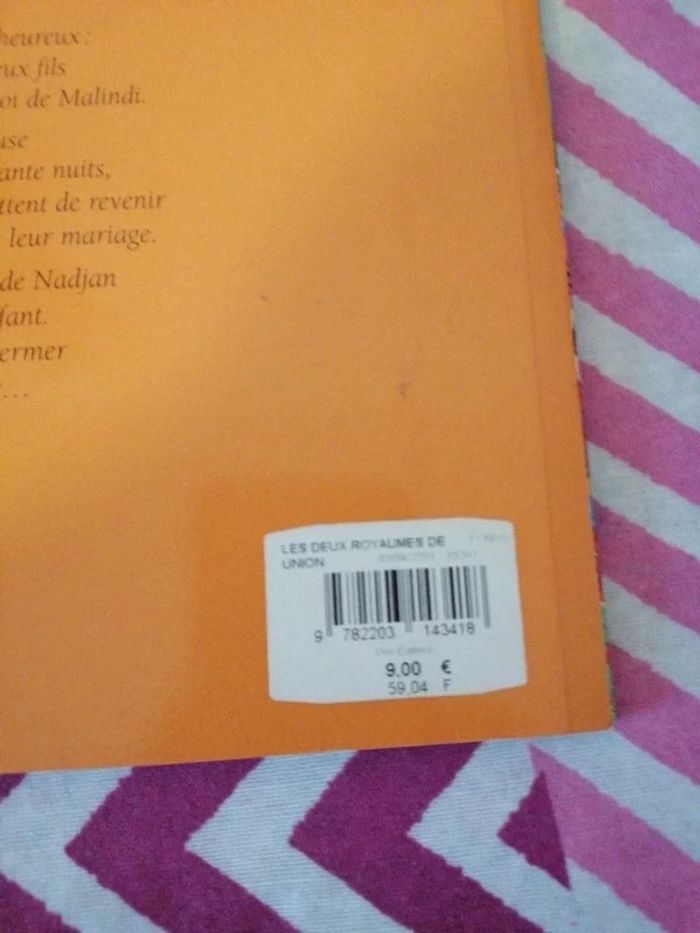 heureux :
ux fils
oi de Malindi.
use
ante nuits,
ttent de revenir
leur mariage.
de Nadjan
fant.
ermer
...
LES DEUX ROYAUMES DE
UNION
9 782203 143418
9,00 €
59,04 F